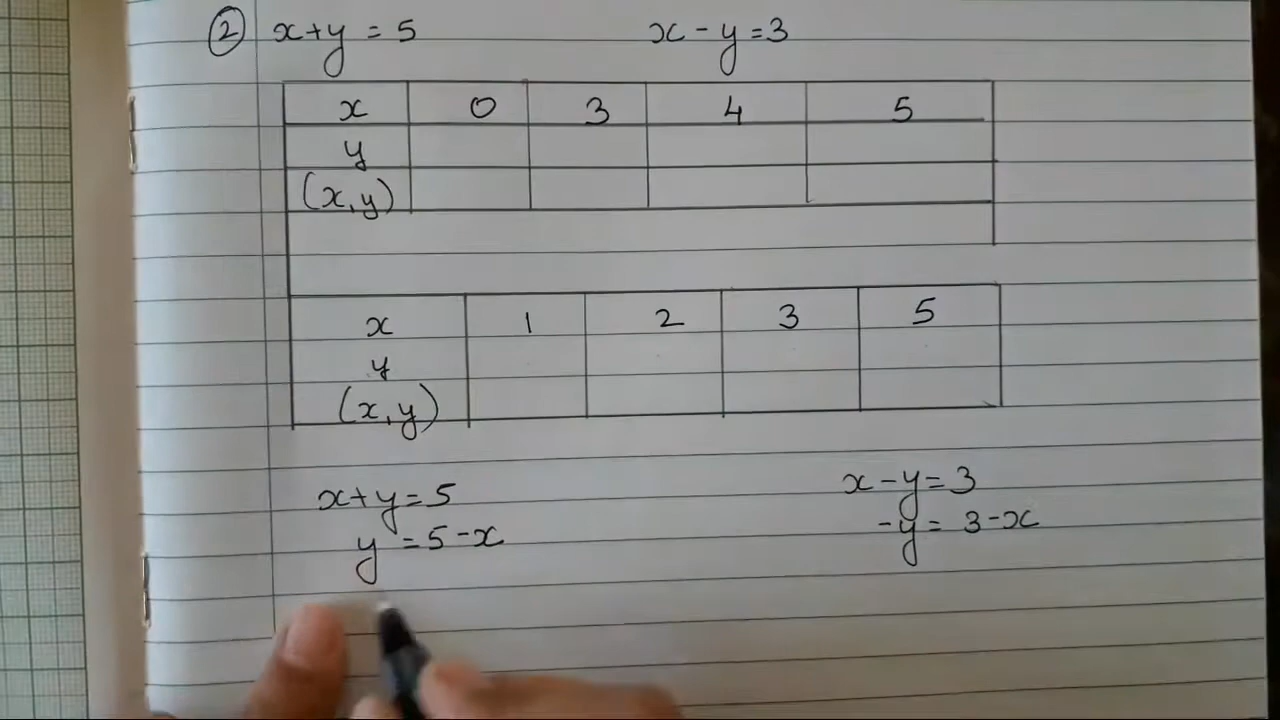 ② x+y = 5 x-y=3
x 0 3 4 5
y
(x,y)
x 1 2 3 5
y
(x,y)
x+y=5 x-y=3
y = 5-x -y = 3-x